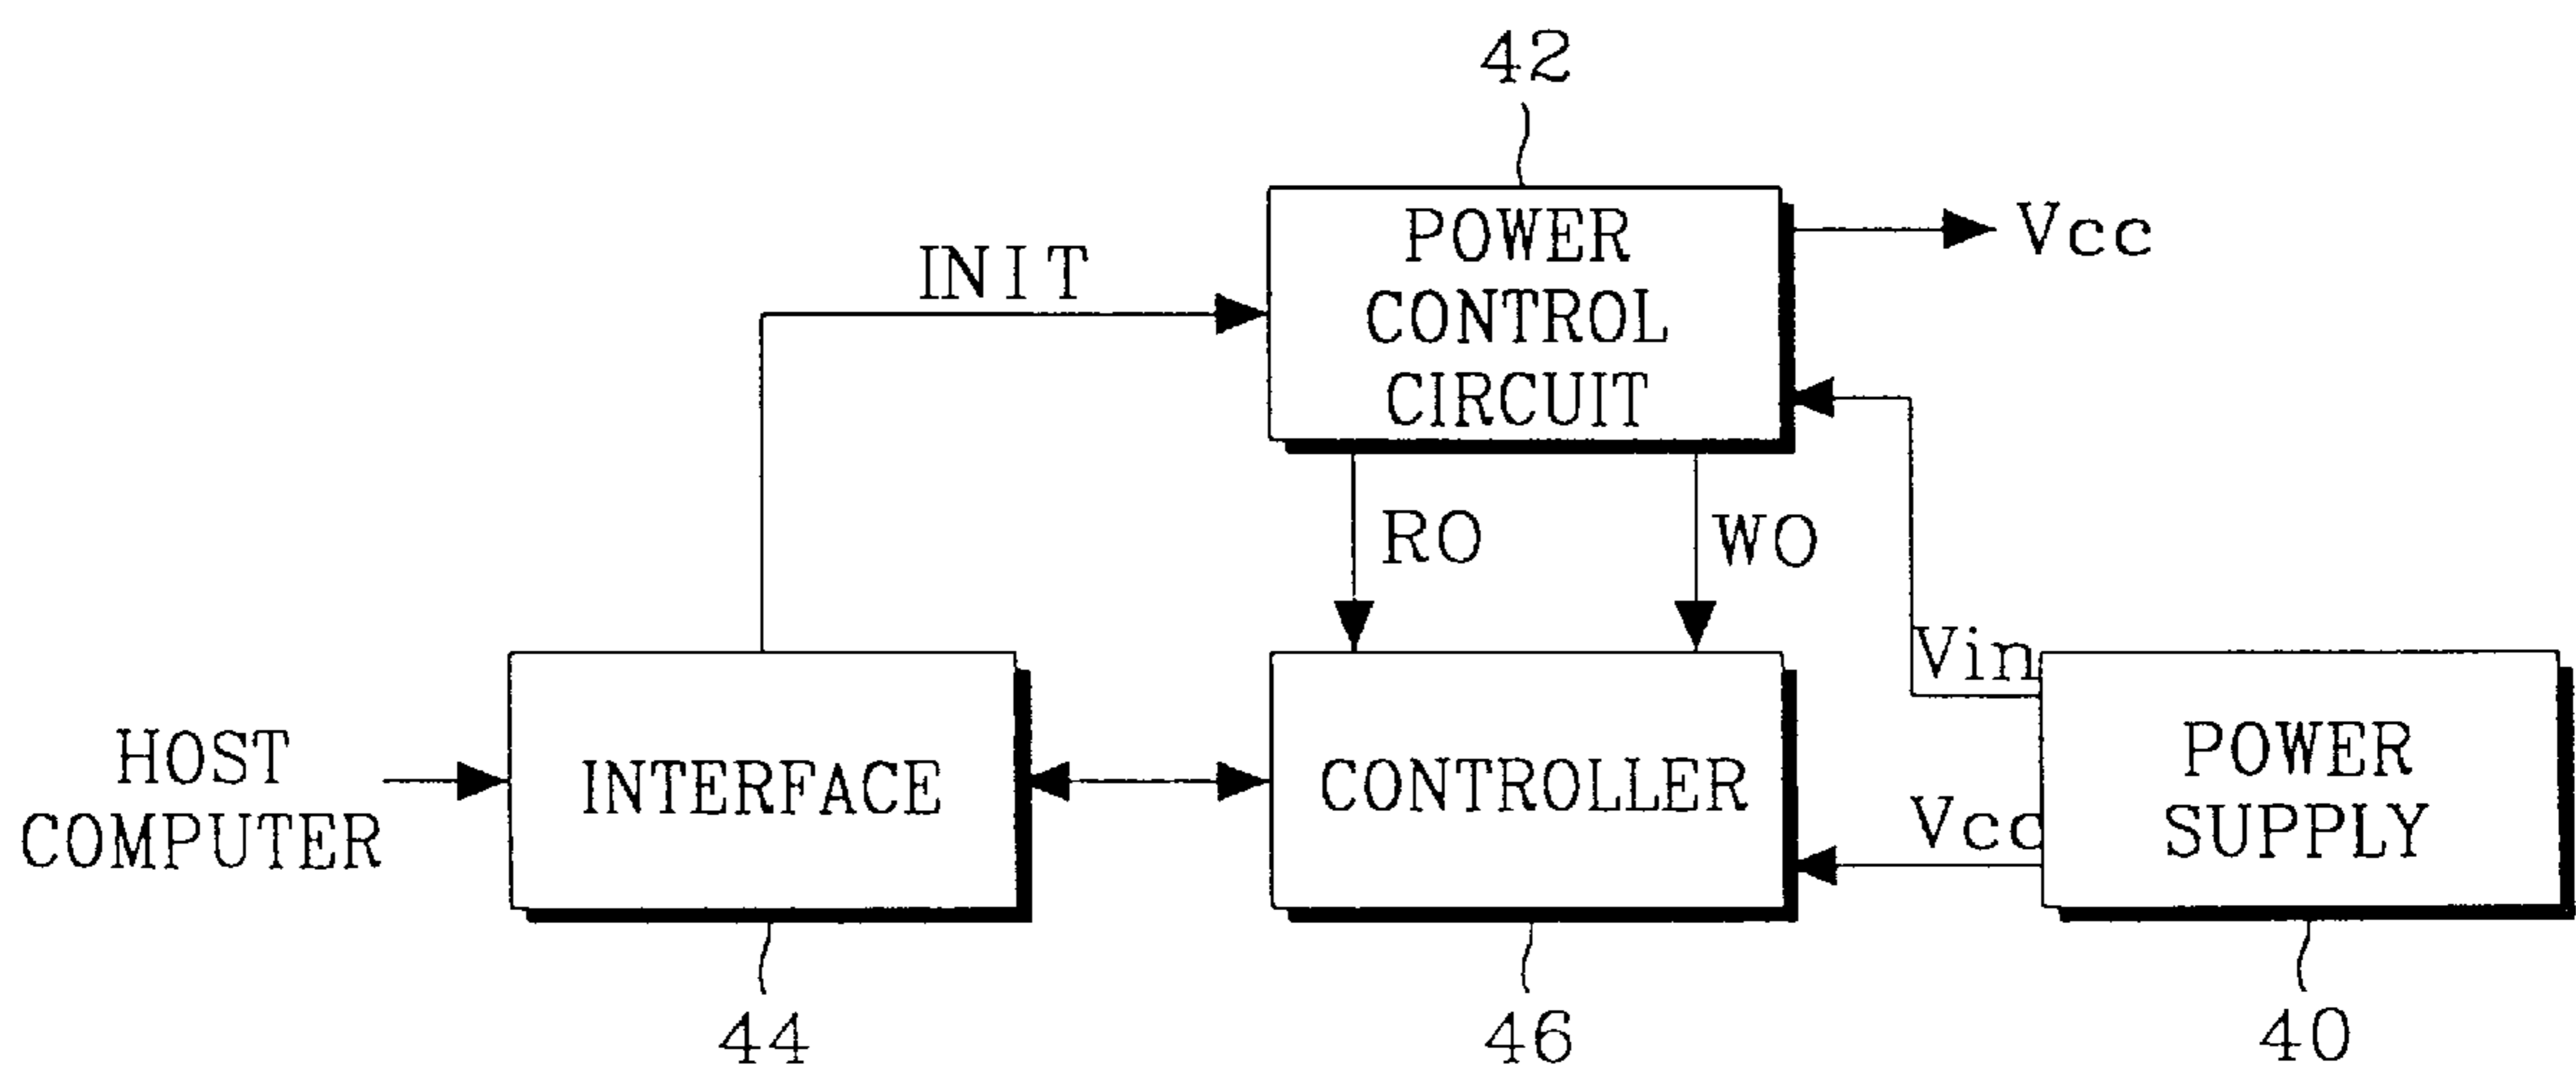 42
POWER
CONTROL
CIRCUIT
Vcc
INIT
RO
WO
Vin
HOST
COMPUTER
INTERFACE
CONTROLLER
Vcc
POWER
SUPPLY
44
46
40